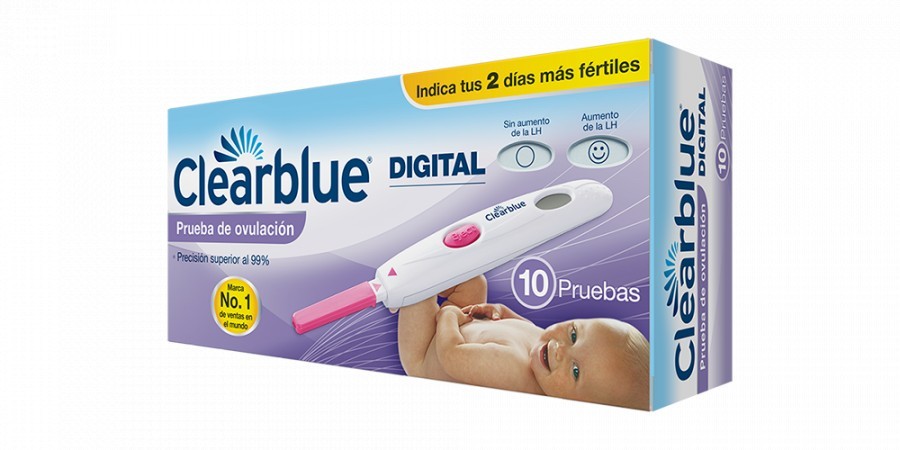 Indica tus 2 días más fértiles
Sin aumento
de la LH
Aumento
de la LH
Clearblue®
DIGITAL
Prueba de ovulación
· Precisión superior al 99%
Marca
No. 1
de ventas en
el mundo
Clearblue
10 Pruebas
Clearblue
DIGITAL
Prueba de ovulación
10 Pruebas